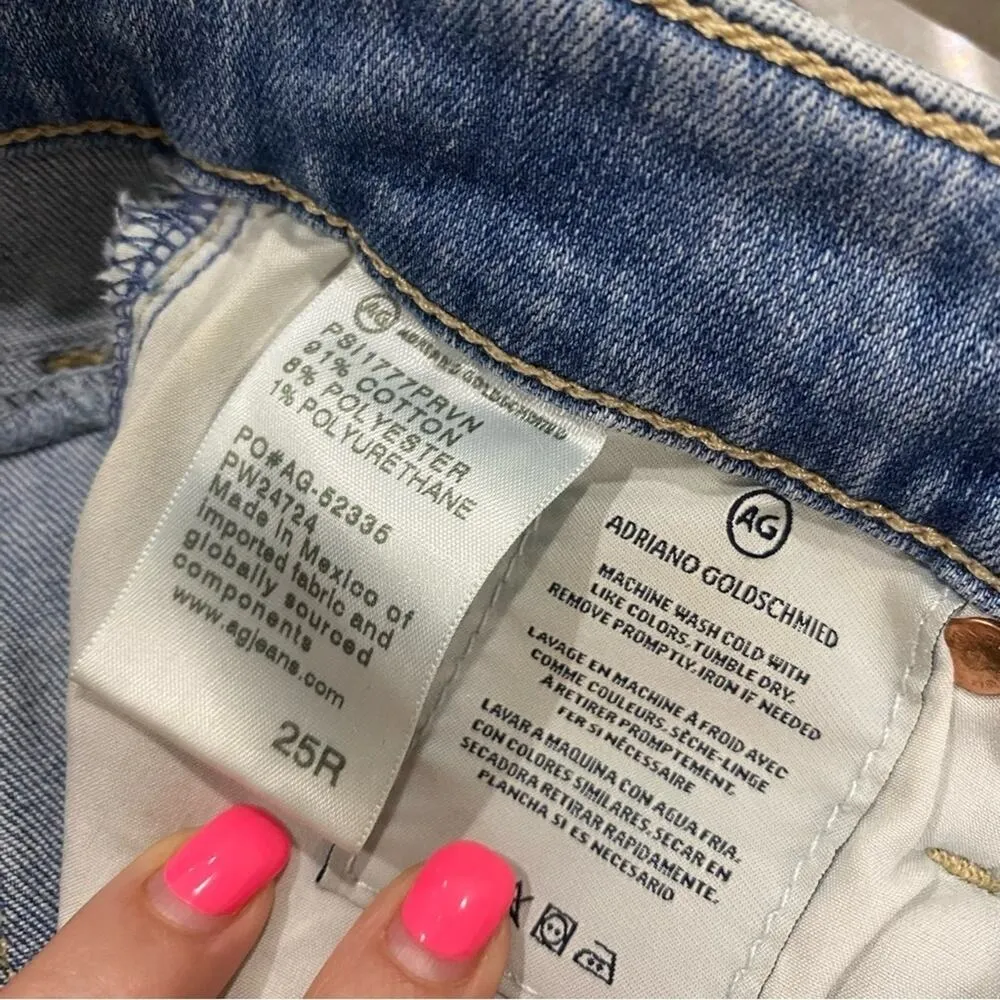 AG ADRIANO GOLDSCHMIED
PSI1777PRVN
91% COTTON
8% POLYESTER
1% POLYURETHANE
PO#AG-52335
PW24724
Made in Mexico of
imported fabric and
globally sourced
components
www.agjeans.com
25R
AG
ADRIANO GOLDSCHMIED
MACHINE WASH COLD WITH
LIKE COLORS, TUMBLE DRY.
REMOVE PROMPTLY. IRON IF NEEDED
LAVAGE EN MACHINE À FROID AVEC
COMME COULEURS, SÈCHE-LINGE
À RETIRER PROMPTEMENT.
FER SI NÉCESSAIRE
LAVAR A MAQUINA CON AGUA FRIA.
CON COLORES SIMILARES, SECAR EN
SECADORA RETIRAR RAPIDAMENTE.
PLANCHA SI ES NECESARIO